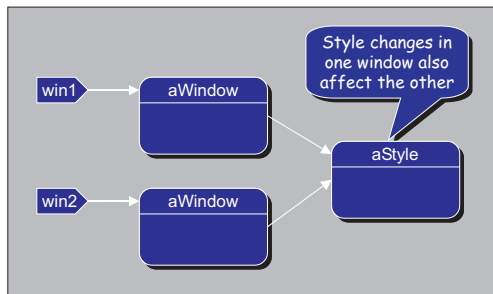 Style changes in
one window also
affect the other
win1
aWindow
aStyle
win2
aWindow